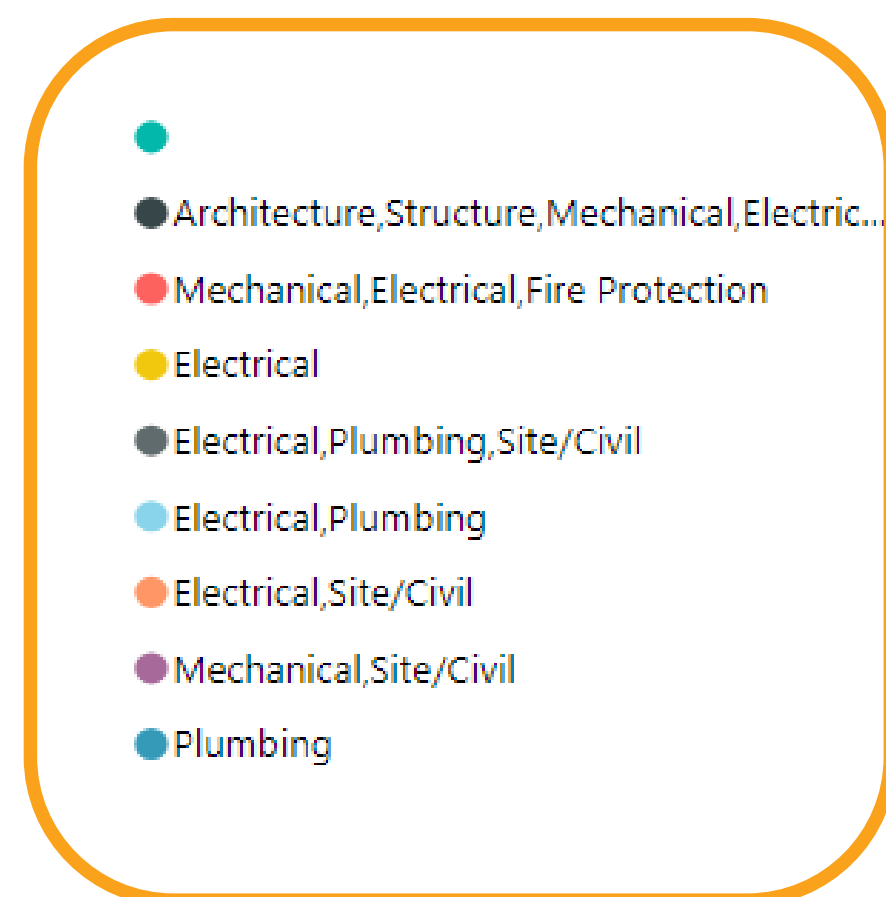 Architecture,Structure,Mechanical,Electric...
Mechanical,Electrical,Fire Protection
Electrical
Electrical,Plumbing,Site/Civil
Electrical,Plumbing
Electrical,Site/Civil
Mechanical,Site/Civil
Plumbing